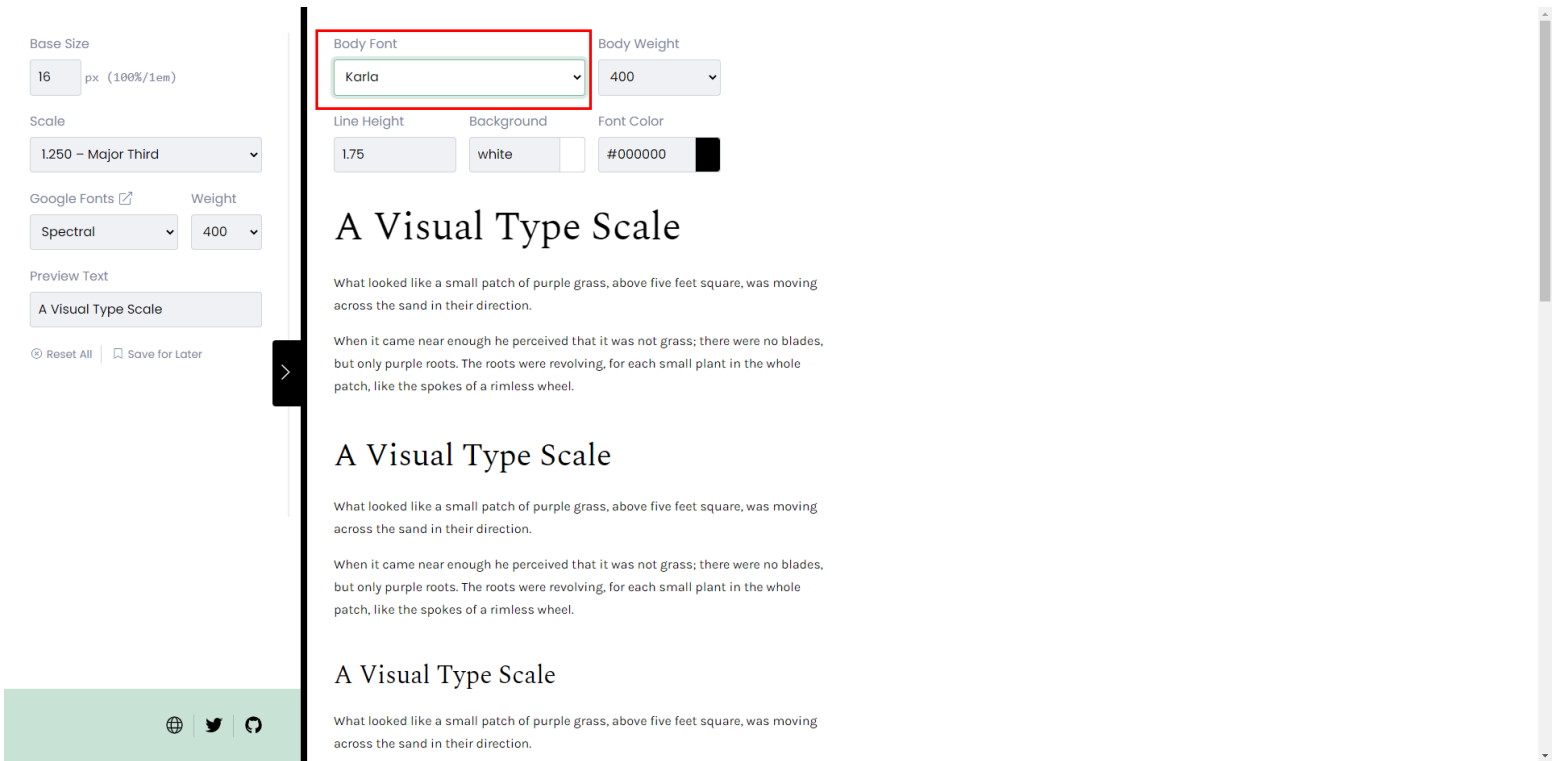 Base Size
16 px (100%/1em)
Scale
1.250 – Major Third
Google Fonts Weight
Spectral 400
Preview Text
A Visual Type Scale
Reset All Save for Later
Body Font Body Weight
Karla 400
Line Height Background Font Color
1.75 white #000000
A Visual Type Scale
What looked like a small patch of purple grass, above five feet square, was moving
across the sand in their direction.
When it came near enough he perceived that it was not grass; there were no blades,
but only purple roots. The roots were revolving, for each small plant in the whole
patch, like the spokes of a rimless wheel.
A Visual Type Scale
What looked like a small patch of purple grass, above five feet square, was moving
across the sand in their direction.
When it came near enough he perceived that it was not grass; there were no blades,
but only purple roots. The roots were revolving, for each small plant in the whole
patch, like the spokes of a rimless wheel.
A Visual Type Scale
What looked like a small patch of purple grass, above five feet square, was moving
across the sand in their direction.